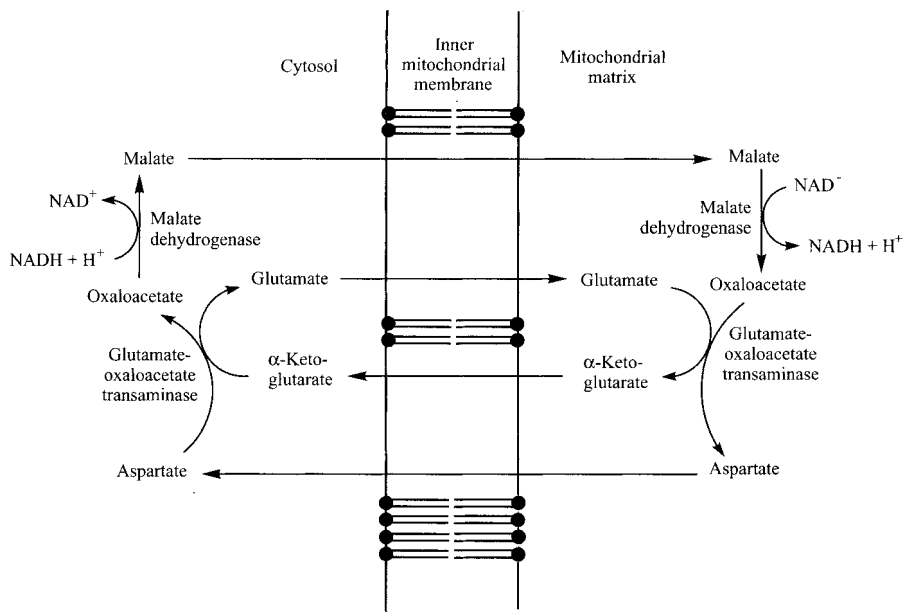 Cytosol
Inner
mitochondrial
membrane
Mitochondrial
matrix
Malate
Malate
NAD⁺
Malate
dehydrogenase
NADH + H⁺
NAD⁻
Malate
dehydrogenase
NADH + H⁺
Oxaloacetate
Glutamate
Glutamate
Oxaloacetate
Glutamate-
oxaloacetate
transaminase
α-Keto-
glutarate
α-Keto-
glutarate
Glutamate-
oxaloacetate
transaminase
Aspartate
Aspartate